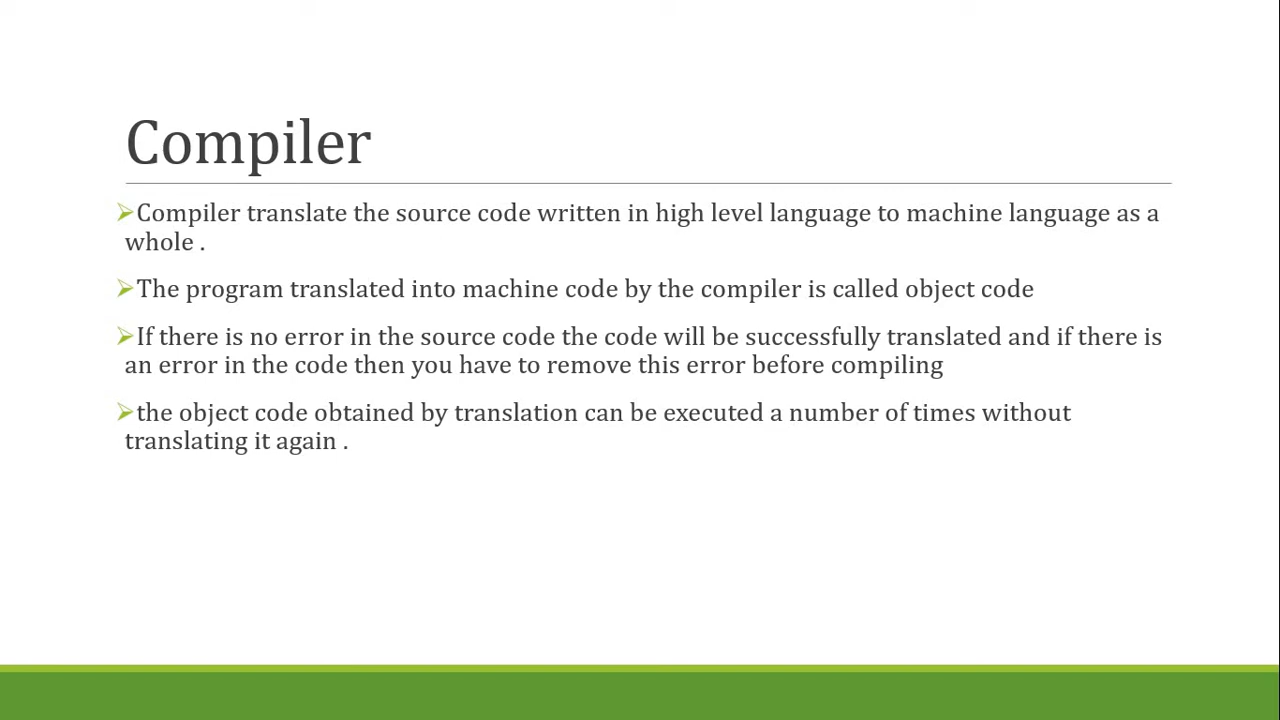 Compiler
➢Compiler translate the source code written in high level language to machine language as a
whole .
➢The program translated into machine code by the compiler is called object code
➢If there is no error in the source code the code will be successfully translated and if there is
an error in the code then you have to remove this error before compiling
➢the object code obtained by translation can be executed a number of times without
translating it again .